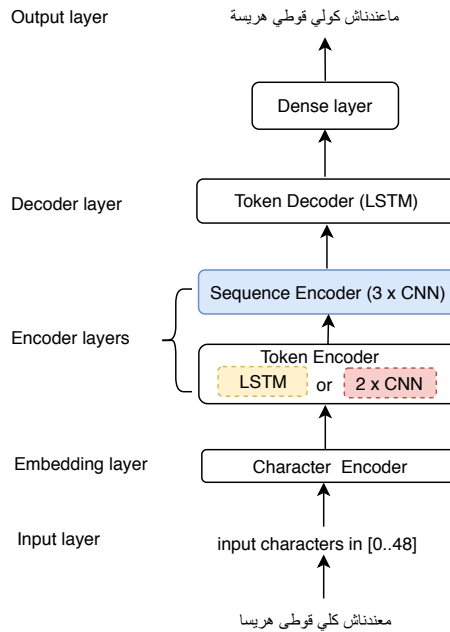 Output layer
ماعندناش كولي قوطي هريسة
Dense layer
Decoder layer
Token Decoder (LSTM)
Sequence Encoder (3 x CNN)
Encoder layers
Token Encoder
LSTM or 2 x CNN
Embedding layer
Character Encoder
Input layer
input characters in [0..48]
معندناش كلي قوطي هريسا